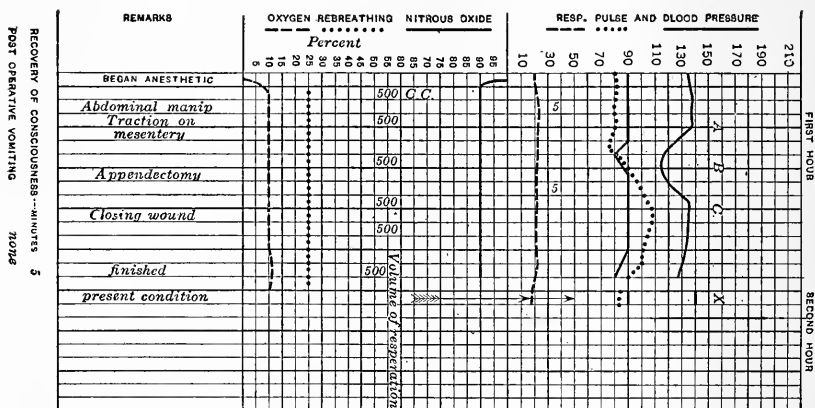 REMARKS
OXYGEN REBREATHING NITROUS OXIDE
RESP. PULSE AND DLOOD PRESSURE
Percent
5 10 15 20 25 30 35 40 45 50 55 60 65 70 75 80 85 90 95
10 30 50 70 90 110 130 150 170 190 210
BEGAN ANESTHETIC
500 C.C.
Abdominal manip
5
500
Traction on
A
500
mesentery
500
B
Appendectomy
5
500
C
Closing wound
500
finished
500
present condition
X
Volume of resperation
FIRST HOUR
SECOND HOUR
RECOVERY OF CONSCIOUSNESS--MINUTES 5
POST OPERATIVE VOMITING none